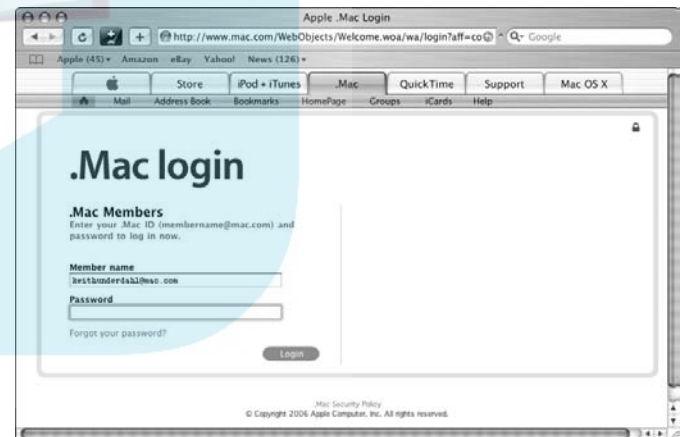 Apple .Mac Login
http://www.mac.com/WebObjects/Welcome.woa/wa/login?aff=co
Google
Apple (45) Amazon eBay Yahoo! News (126)
Store iPod + iTunes .Mac QuickTime Support Mac OS X
Mail Address Book Bookmarks HomePage Groups iCards Help
.Mac login
.Mac Members
Enter your .Mac ID (membername@mac.com) and
password to log in now.
Member name
keithunderdahl@mac.com
Password
Forgot your password?
Login
.Mac Security Policy
© Copyright 2006 Apple Computer, Inc. All rights reserved.